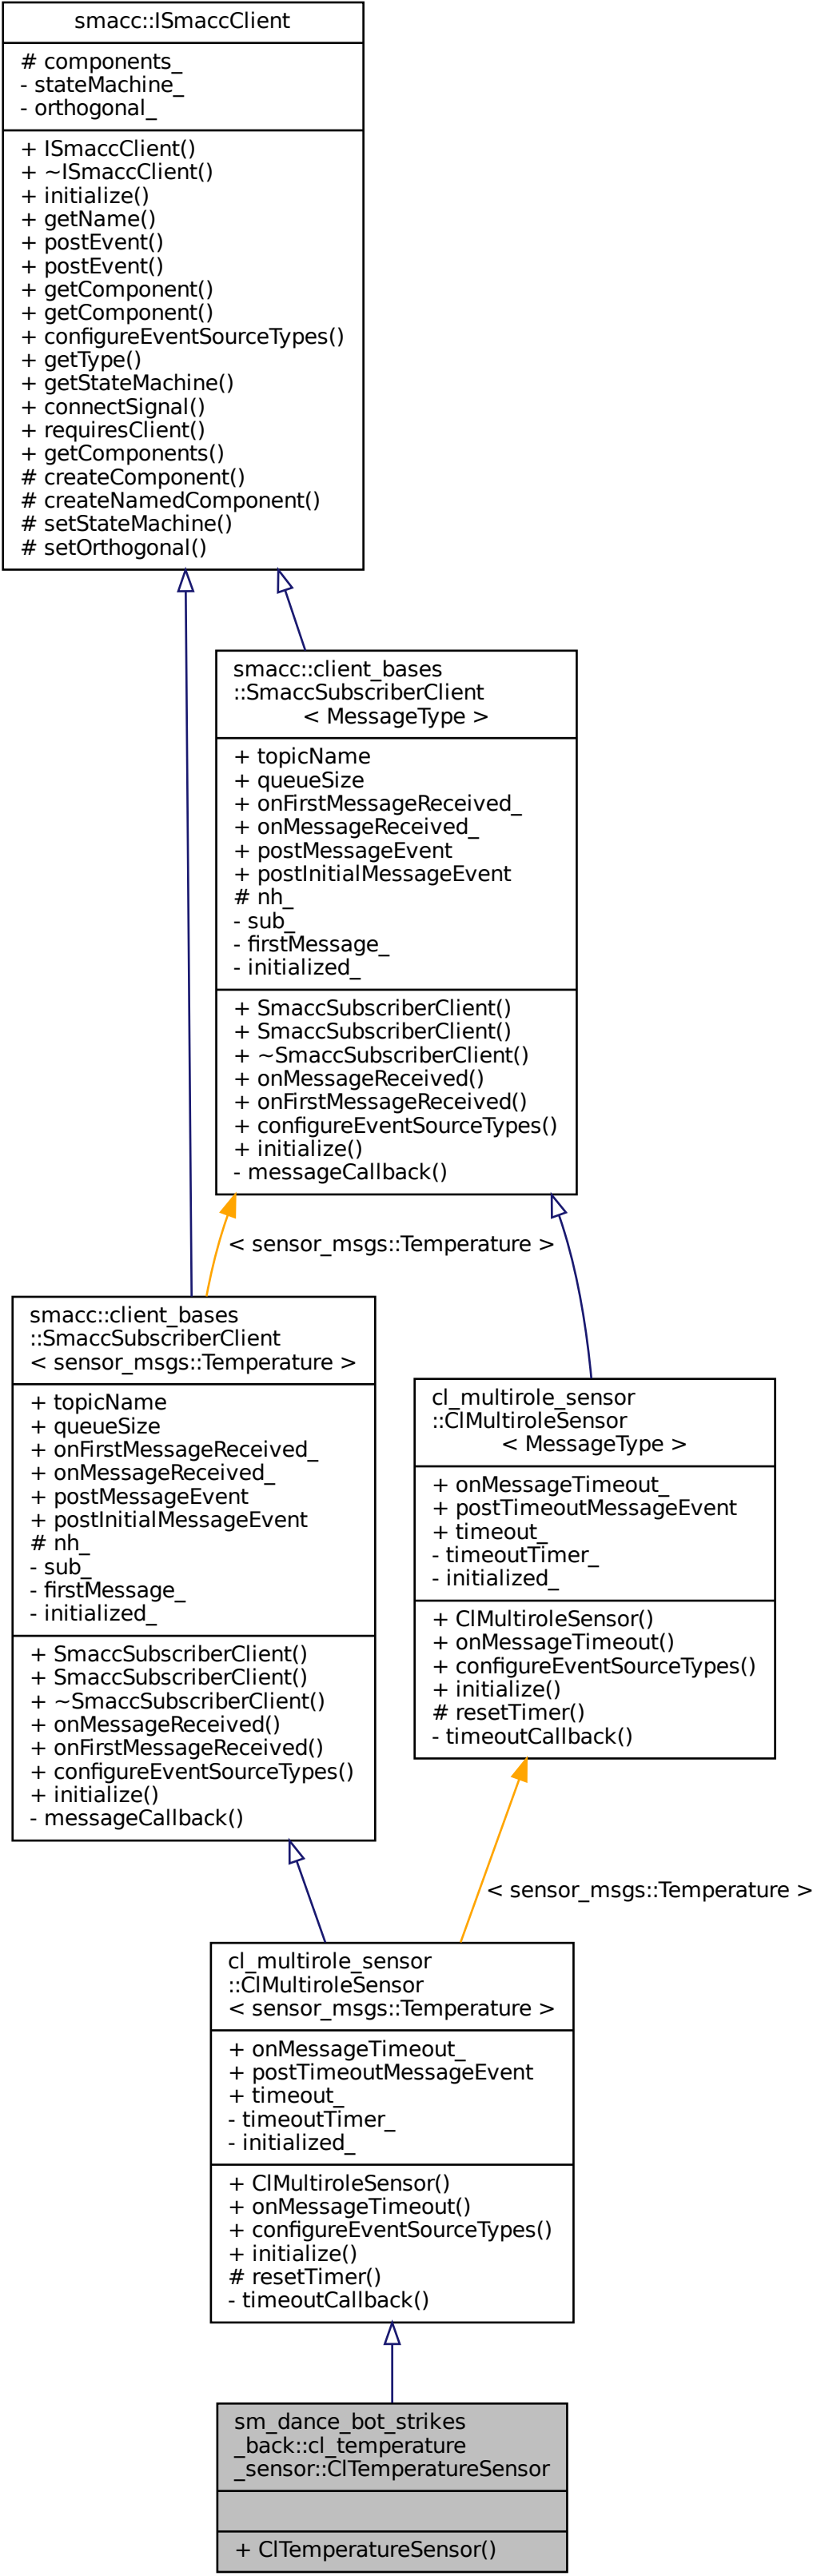 smacc::ISmaccClient
# components_
- stateMachine_
- orthogonal_
+ ISmaccClient()
+ ~ISmaccClient()
+ initialize()
+ getName()
+ postEvent()
+ postEvent()
+ getComponent()
+ getComponent()
+ configureEventSourceTypes()
+ getType()
+ getStateMachine()
+ connectSignal()
+ requiresClient()
+ getComponents()
# createComponent()
# createNamedComponent()
# setStateMachine()
# setOrthogonal()
smacc::client_bases
::SmaccSubscriberClient
< MessageType >
+ topicName
+ queueSize
+ onFirstMessageReceived_
+ onMessageReceived_
+ postMessageEvent
+ postInitialMessageEvent
# nh_
- sub_
- firstMessage_
- initialized_
+ SmaccSubscriberClient()
+ SmaccSubscriberClient()
+ ~SmaccSubscriberClient()
+ onMessageReceived()
+ onFirstMessageReceived()
+ configureEventSourceTypes()
+ initialize()
- messageCallback()
< sensor_msgs::Temperature >
smacc::client_bases
::SmaccSubscriberClient
< sensor_msgs::Temperature >
+ topicName
+ queueSize
+ onFirstMessageReceived_
+ onMessageReceived_
+ postMessageEvent
+ postInitialMessageEvent
# nh_
- sub_
- firstMessage_
- initialized_
+ SmaccSubscriberClient()
+ SmaccSubscriberClient()
+ ~SmaccSubscriberClient()
+ onMessageReceived()
+ onFirstMessageReceived()
+ configureEventSourceTypes()
+ initialize()
- messageCallback()
cl_multirole_sensor
::ClMultiroleSensor
< MessageType >
+ onMessageTimeout_
+ postTimeoutMessageEvent
+ timeout_
- timeoutTimer_
- initialized_
+ ClMultiroleSensor()
+ onMessageTimeout()
+ configureEventSourceTypes()
+ initialize()
# resetTimer()
- timeoutCallback()
< sensor_msgs::Temperature >
cl_multirole_sensor
::ClMultiroleSensor
< sensor_msgs::Temperature >
+ onMessageTimeout_
+ postTimeoutMessageEvent
+ timeout_
- timeoutTimer_
- initialized_
+ ClMultiroleSensor()
+ onMessageTimeout()
+ configureEventSourceTypes()
+ initialize()
# resetTimer()
- timeoutCallback()
sm_dance_bot_strikes
_back::cl_temperature
_sensor::ClTemperatureSensor
+ ClTemperatureSensor()